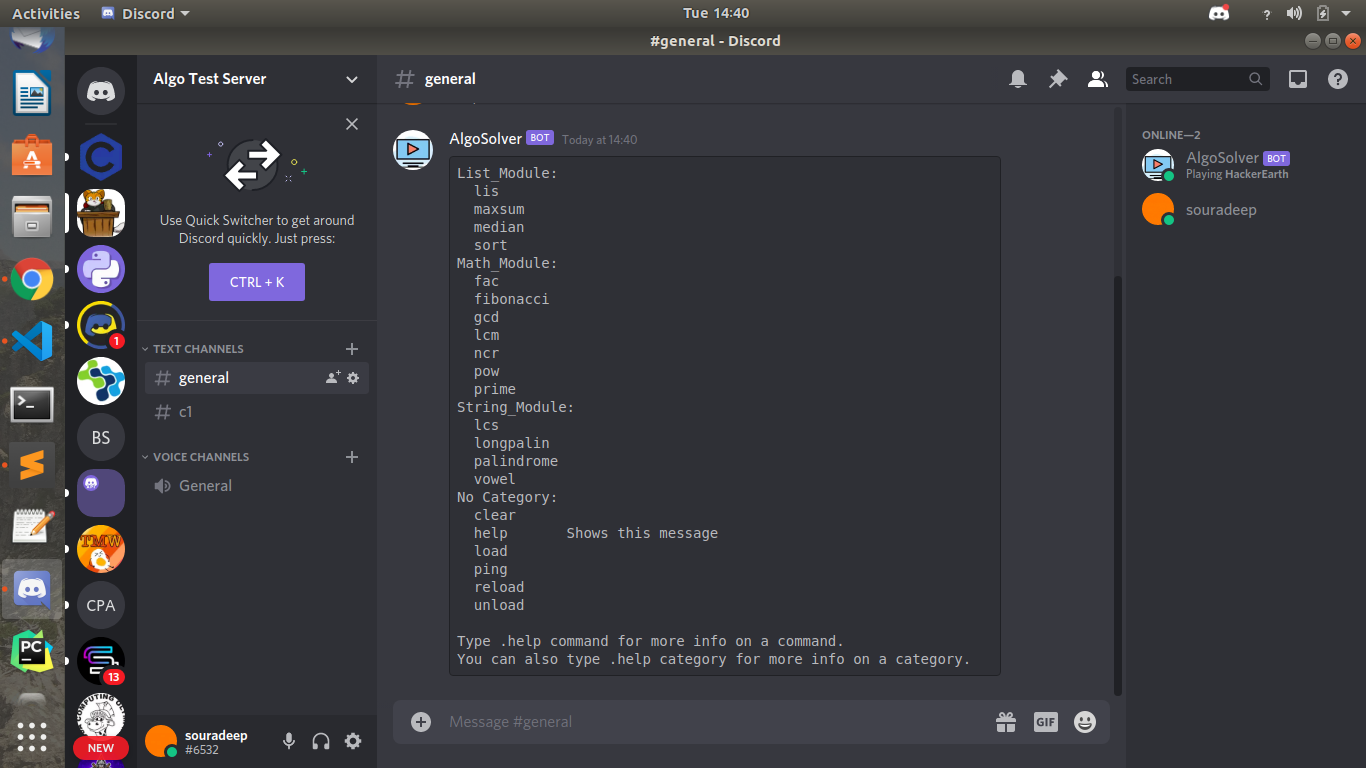 Activities
Discord
Tue 14:40
?
#general - Discord
Algo Test Server
# general
Search
?
Use Quick Switcher to get around
Discord quickly. Just press:
CTRL + K
TEXT CHANNELS
# general
# c1
VOICE CHANNELS
General
1
BS
TMW
CPA
13
COMPUTING
NEW
PC
>_
souradeep
#6532
AlgoSolver BOT Today at 14:40
List_Module:
lis
maxsum
median
sort
Math_Module:
fac
fibonacci
gcd
lcm
ncr
pow
prime
String_Module:
lcs
longpalin
palindrome
vowel
No Category:
clear
help Shows this message
load
ping
reload
unload
Type .help command for more info on a command.
You can also type .help category for more info on a category.
Message #general
GIF
ONLINE—2
AlgoSolver BOT
Playing HackerEarth
souradeep